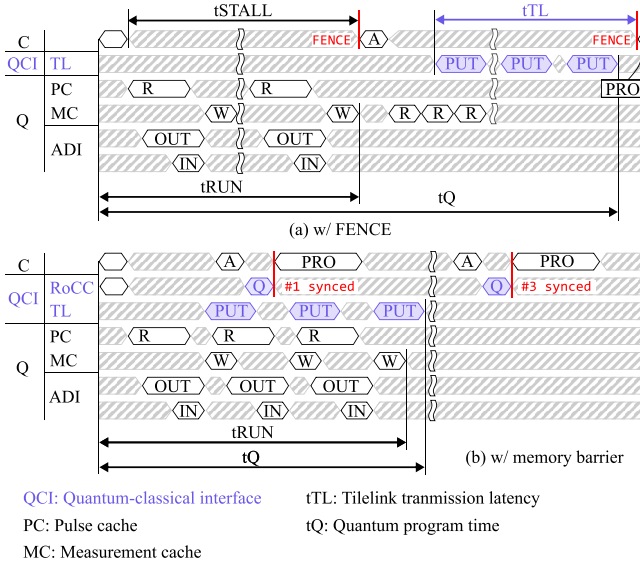 tSTALL
tTL
C
FENCE
A
FENCE
QCI TL
PUT PUT PUT
PC
R R
PRO
Q
MC
W W R R R
ADI
OUT OUT
IN IN
tRUN
tQ
(a) w/ FENCE
C
A PRO A PRO
QCI
RoCC
Q #1 synced Q #3 synced
TL
PUT PUT PUT
PC
R R R
Q
MC
W W W
ADI
OUT OUT OUT
IN IN IN
tRUN
tQ
(b) w/ memory barrier
QCI: Quantum-classical interface
tTL: Tilelink tranmission latency
PC: Pulse cache
tQ: Quantum program time
MC: Measurement cache